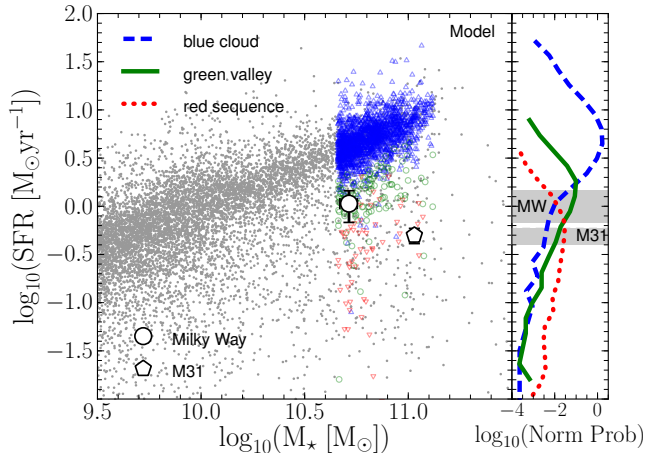 Model
blue cloud
green valley
red sequence
Milky Way
M31
MW
M31
2.0
1.5
1.0
0.5
0.0
−0.5
−1.0
−1.5
9.5 10.0 10.5 11.0
−4 −2 0
log₁₀(SFR [M⊙.yr⁻¹])
log₁₀(M⋆ [M⊙])
log₁₀(Norm Prob)